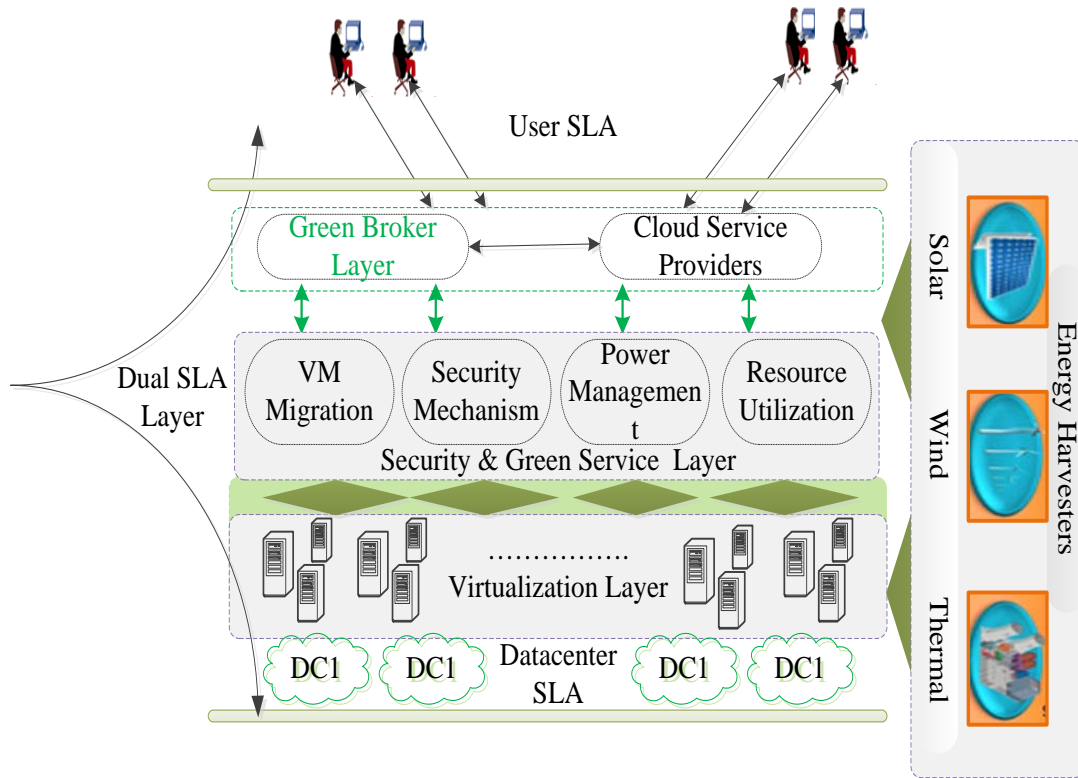 User SLA
Green Broker
Layer
Cloud Service
Providers
Dual SLA
Layer
VM
Migration
Security
Mechanism
Power
Managemen
t
Resource
Utilization
Security & Green Service Layer
................
Virtualization Layer
DC1
DC1
Datacenter
SLA
DC1
DC1
Solar
Wind
Thermal
Energy Harvesters